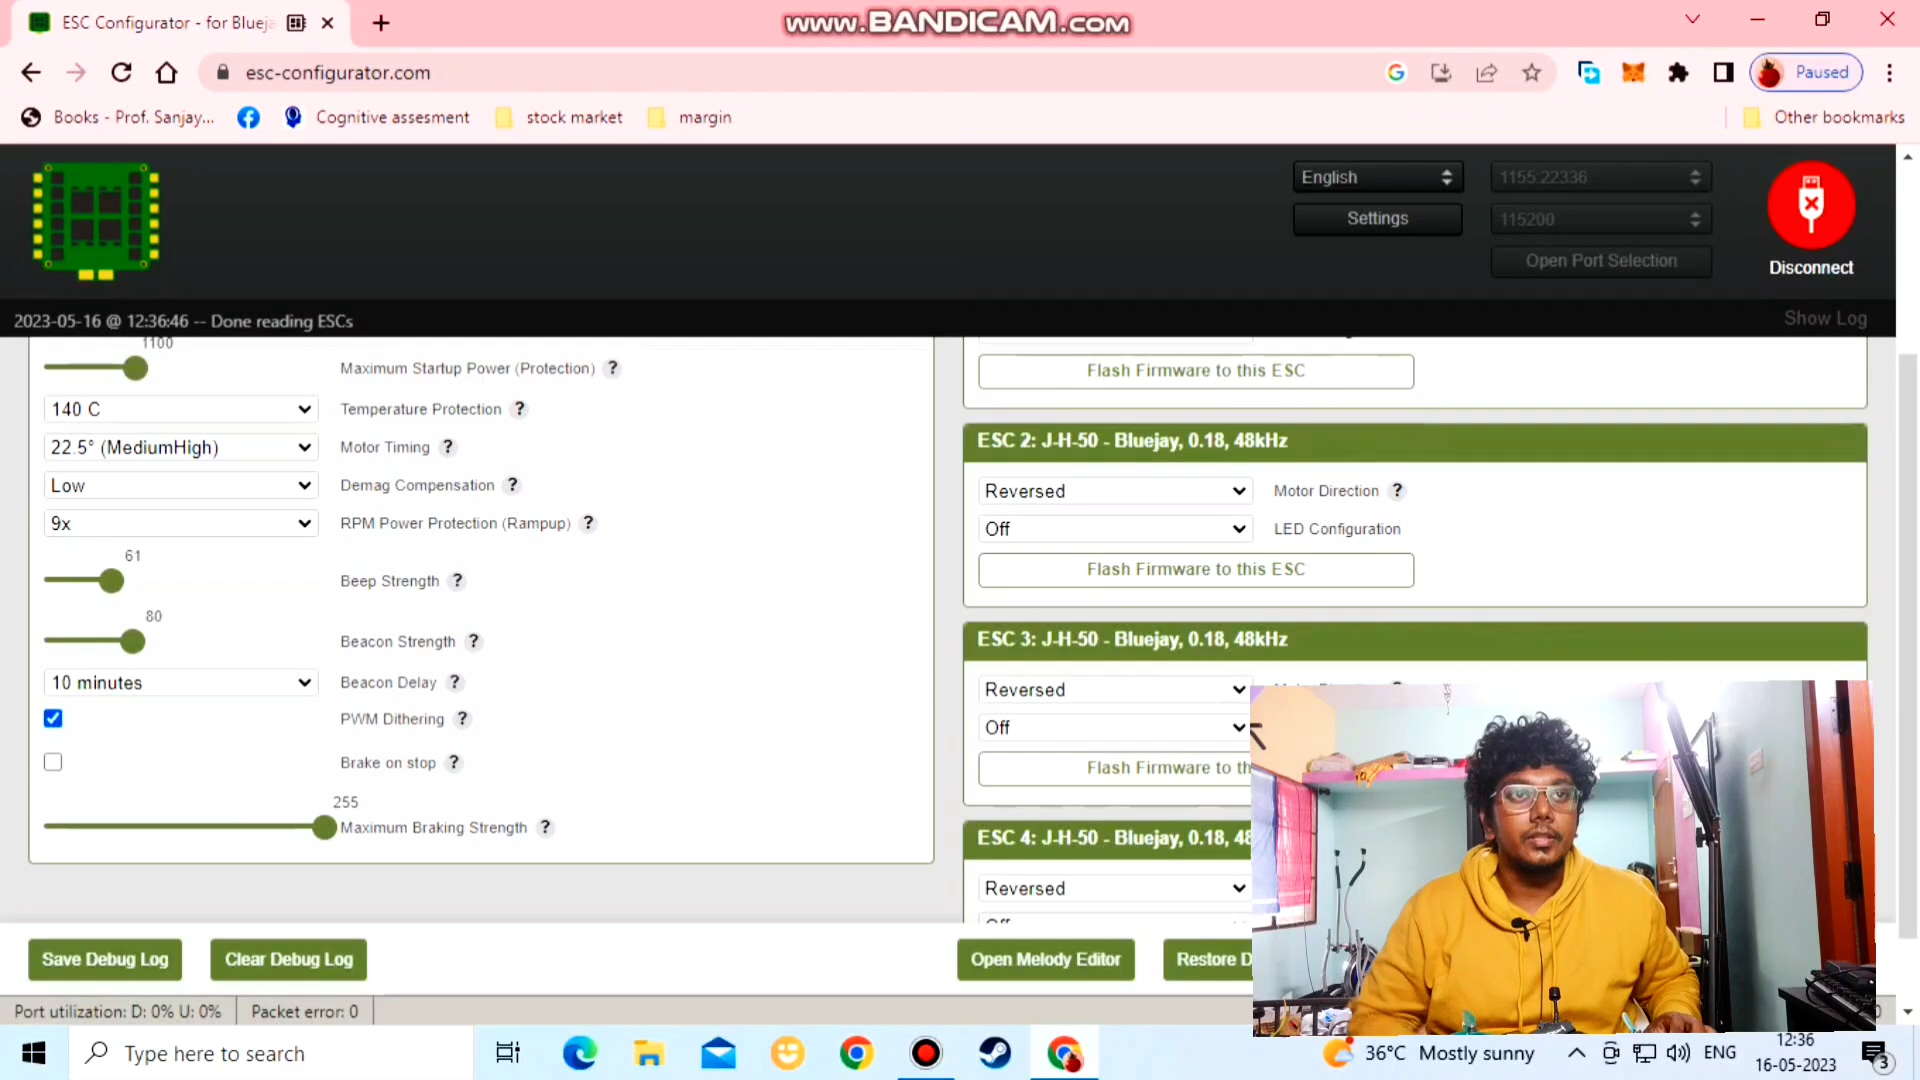 ESC Configurator - for Blueja
www.BANDICAM.com
esc-configurator.com
Paused
Books - Prof. Sanjay...
Cognitive assesment
stock market
margin
Other bookmarks
English
1155:22336
Settings
115200
Open Port Selection
Disconnect
2023-05-16 @ 12:36:46 -- Done reading ESCs
Show Log
1100
Maximum Startup Power (Protection) ?
140 C
Temperature Protection ?
22.5° (MediumHigh)
Motor Timing ?
Low
Demag Compensation ?
9x
RPM Power Protection (Rampup) ?
61
Beep Strength ?
80
Beacon Strength ?
10 minutes
Beacon Delay ?
PWM Dithering ?
Brake on stop ?
255
Maximum Braking Strength ?
Flash Firmware to this ESC
ESC 2: J-H-50 - Bluejay, 0.18, 48kHz
Reversed
Motor Direction ?
Off
LED Configuration
Flash Firmware to this ESC
ESC 3: J-H-50 - Bluejay, 0.18, 48kHz
Reversed
Off
Flash Firmware to th
ESC 4: J-H-50 - Bluejay, 0.18, 48
Reversed
Save Debug Log
Clear Debug Log
Open Melody Editor
Restore D
Port utilization: D: 0% U: 0%
Packet error: 0
Type here to search
36°C Mostly sunny
ENG
12:36
16-05-2023
3